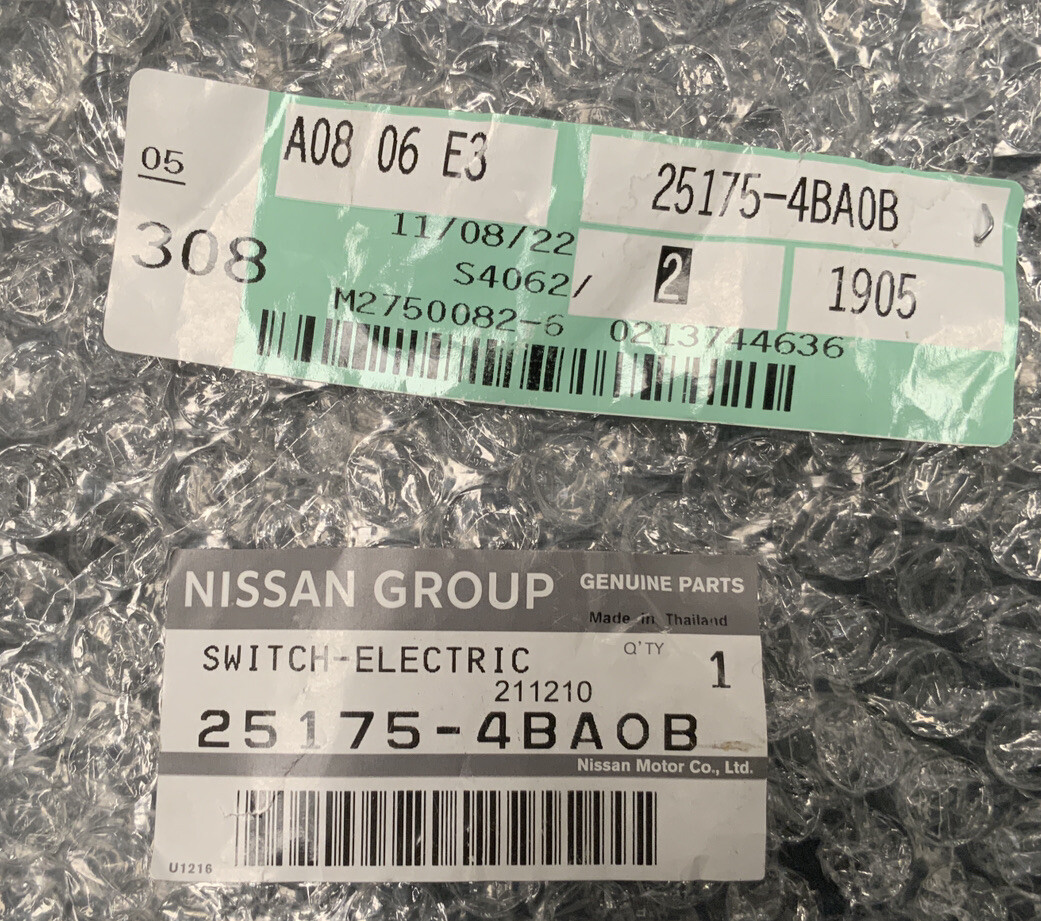 05
308
A08 06 E3
25175-4BA0B
11/08/22
S4062/
2
1905
M2750082-6 0213744636
NISSAN GROUP GENUINE PARTS
Made in Thailand
SWITCH-ELECTRIC Q'TY 1
211210
25175-4BA0B
Nissan Motor Co., Ltd.
U1216